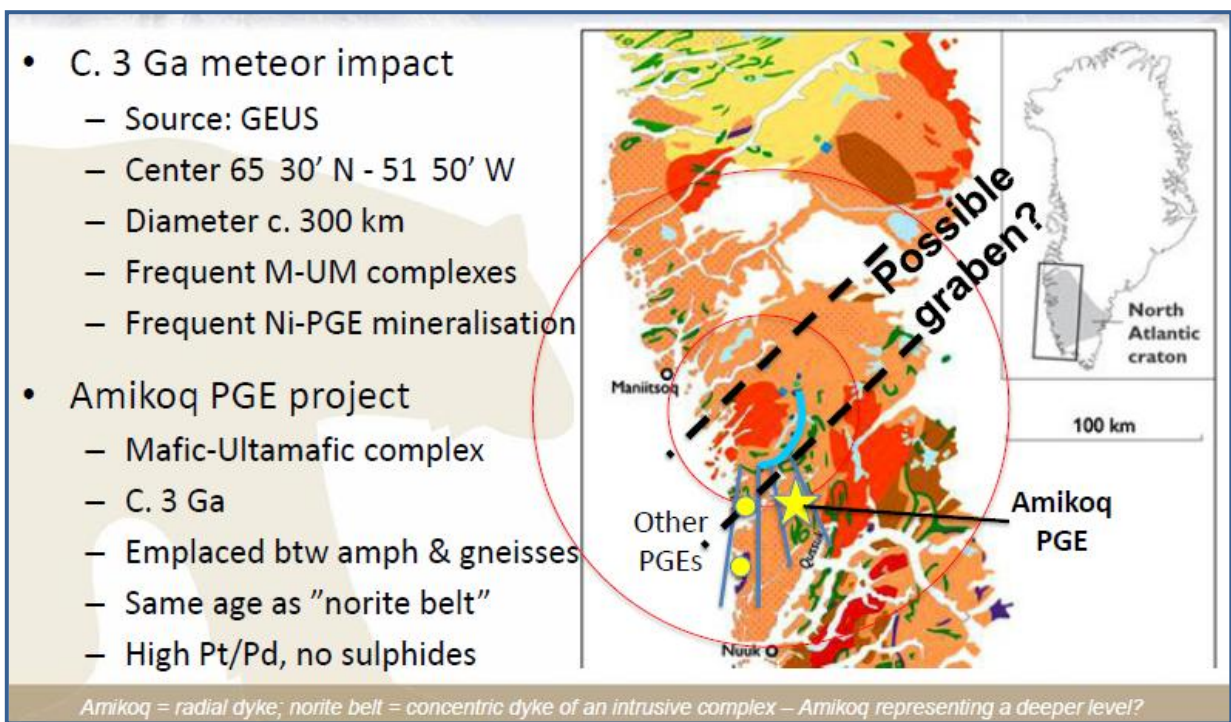 • C. 3 Ga meteor impact
– Source: GEUS
– Center 65 30’ N - 51 50’ W
– Diameter c. 300 km
– Frequent M-UM complexes
– Frequent Ni-PGE mineralisation
• Amikoq PGE project
– Mafic-Ultamafic complex
– C. 3 Ga
– Emplaced btw amph & gneisses
– Same age as ”norite belt”
– High Pt/Pd, no sulphides
Possible
graben?
North
Atlantic
craton
Maniitsoq
100 km
Other
PGEs
Amikoq
PGE
Qussuk
Nuuk
Amikoq = radial dyke; norite belt = concentric dyke of an intrusive complex – Amikoq representing a deeper level?